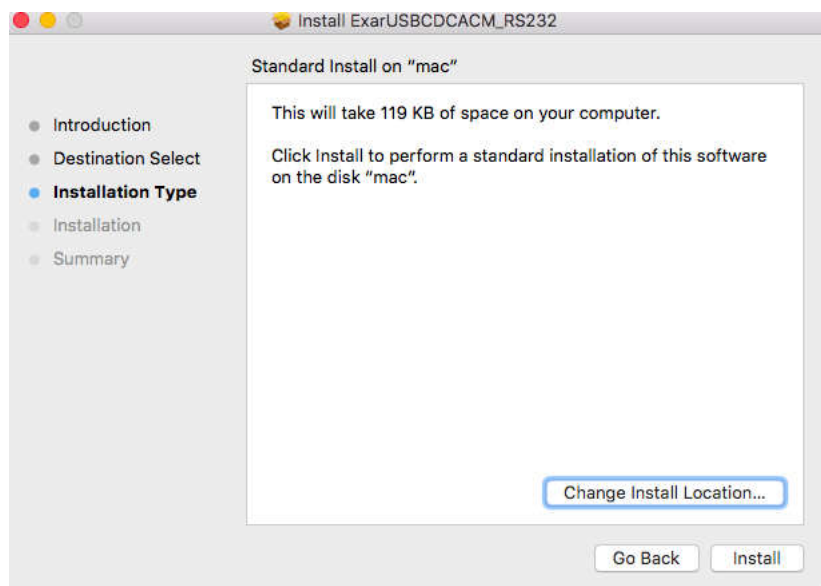 Install ExarUSBCDCACM_RS232
Standard Install on “mac”
Introduction
Destination Select
Installation Type
Installation
Summary
This will take 119 KB of space on your computer.
Click Install to perform a standard installation of this software
on the disk “mac”.
Change Install Location...
Go Back
Install